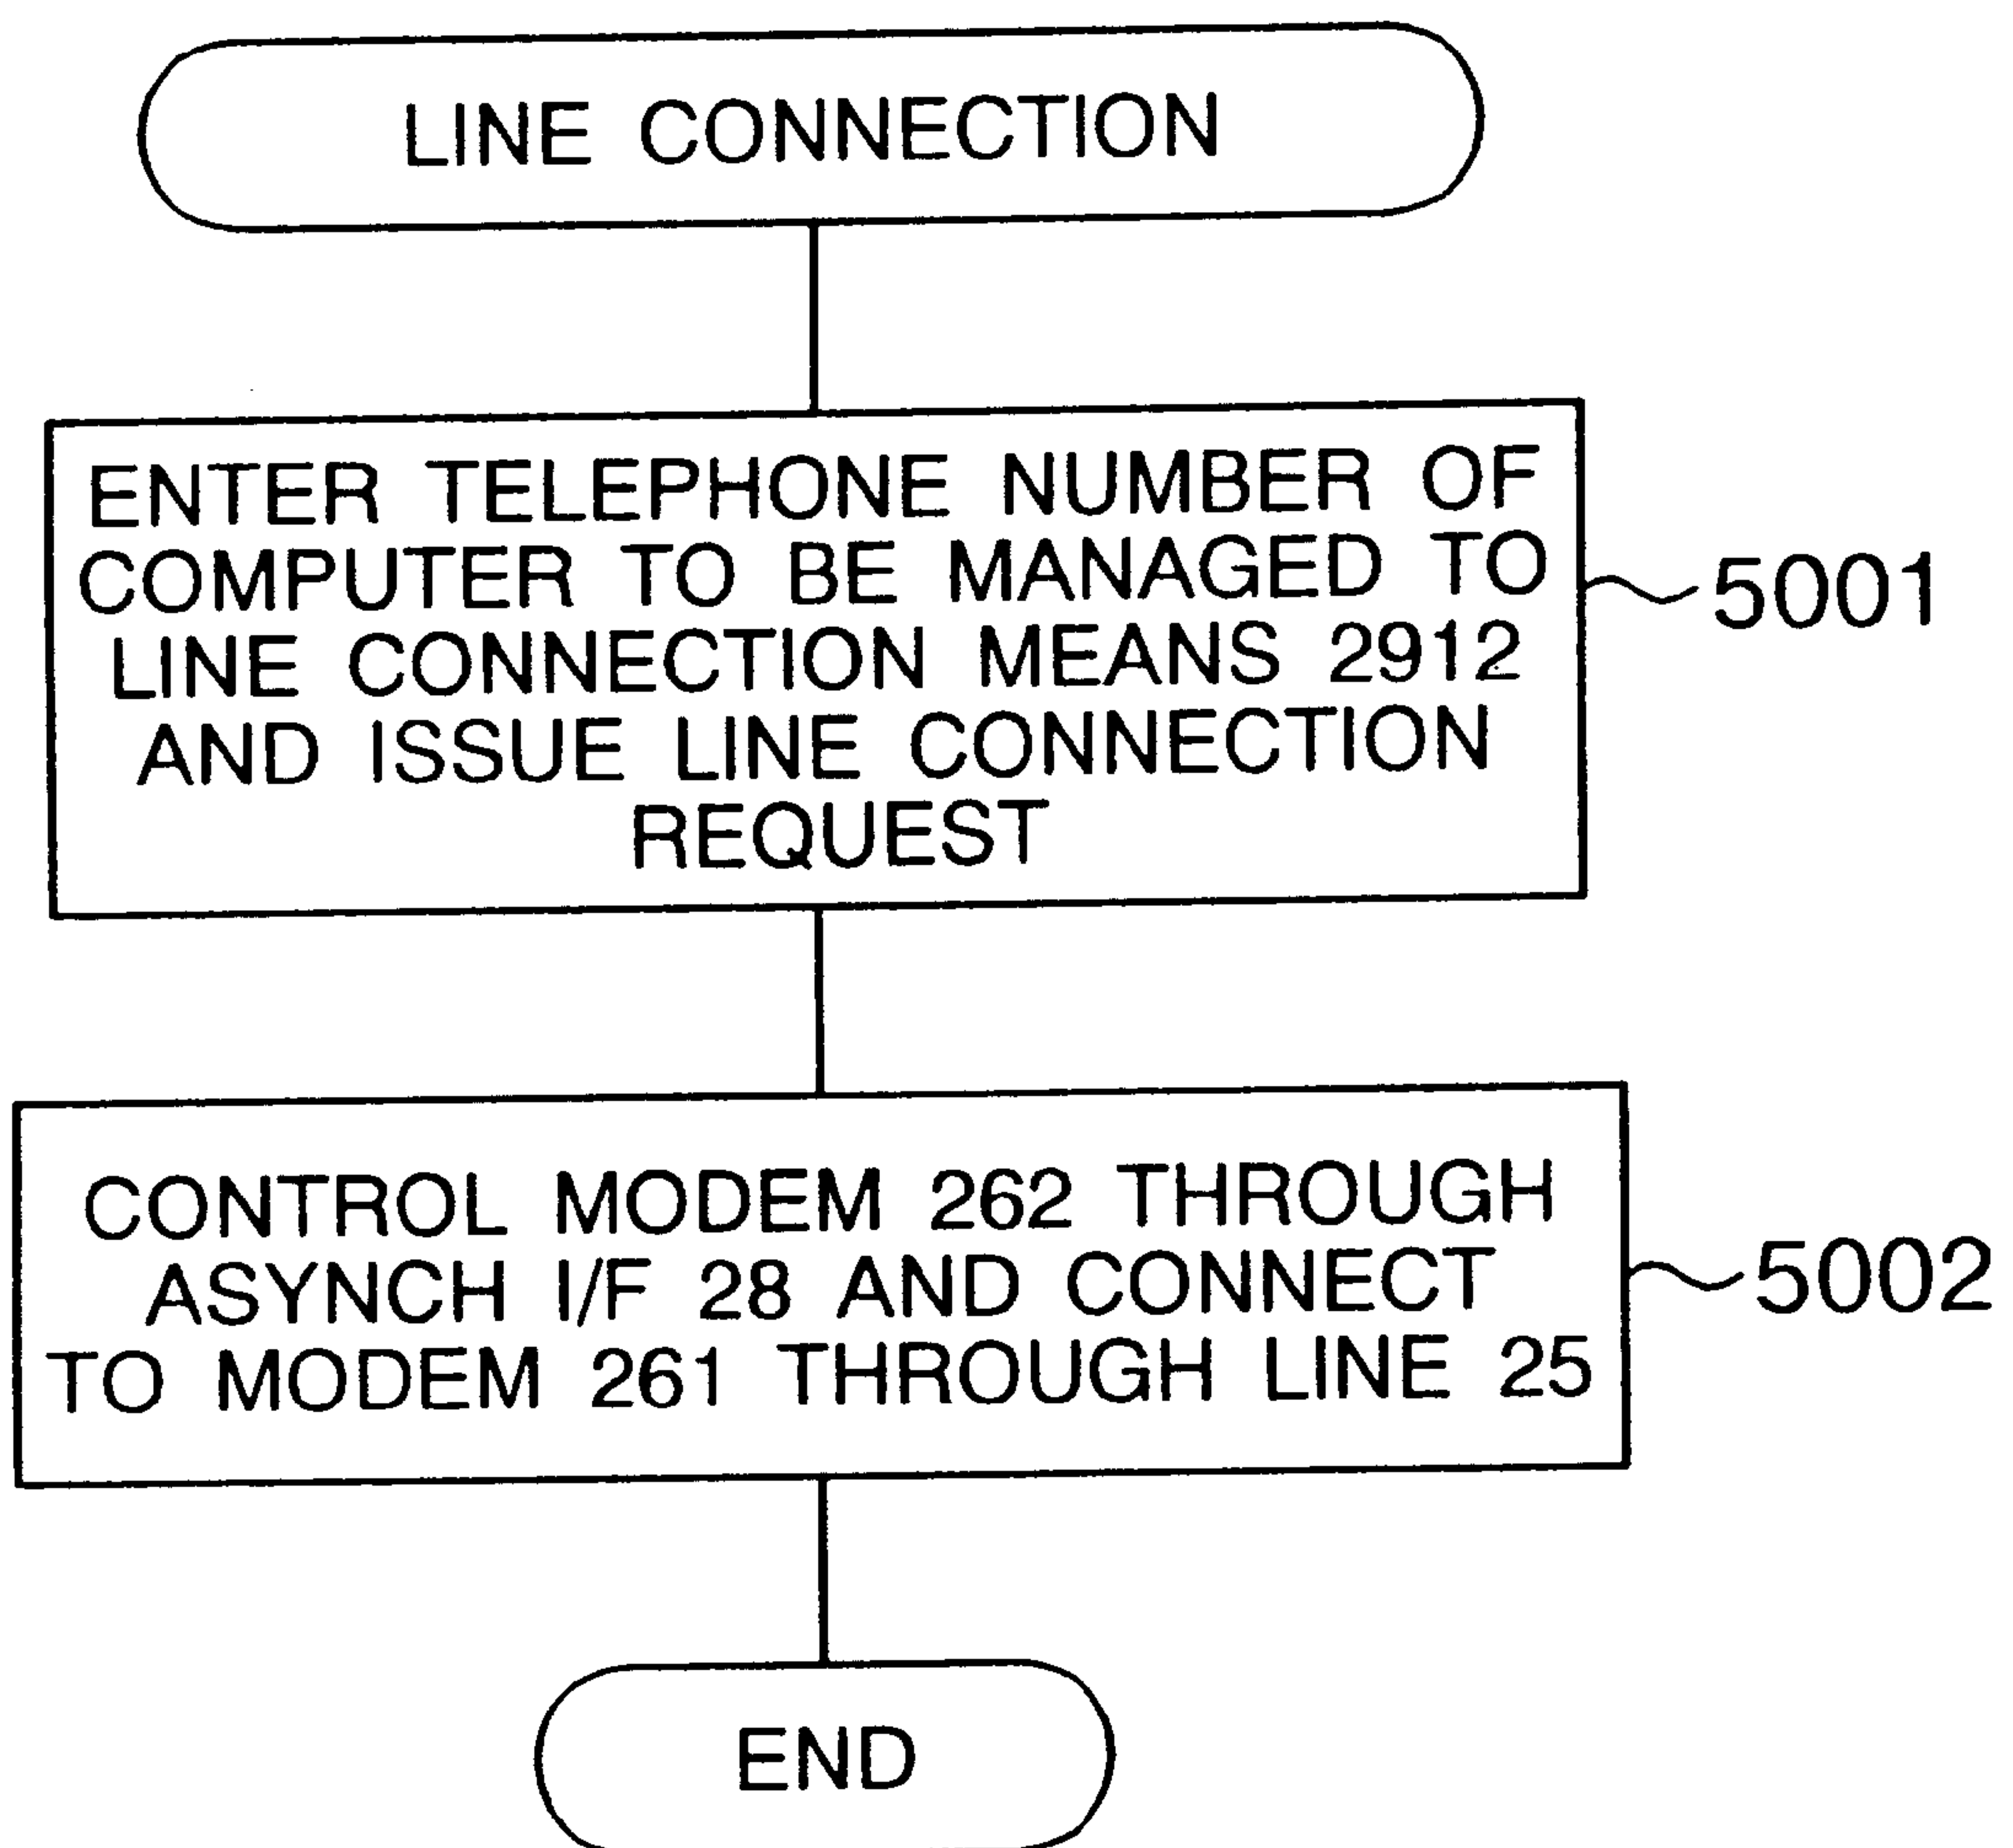 LINE CONNECTION
ENTER TELEPHONE NUMBER OF
COMPUTER TO BE MANAGED TO
LINE CONNECTION MEANS 2912
AND ISSUE LINE CONNECTION
REQUEST
5001
CONTROL MODEM 262 THROUGH
ASYNCH I/F 28 AND CONNECT
TO MODEM 261 THROUGH LINE 25
5002
END